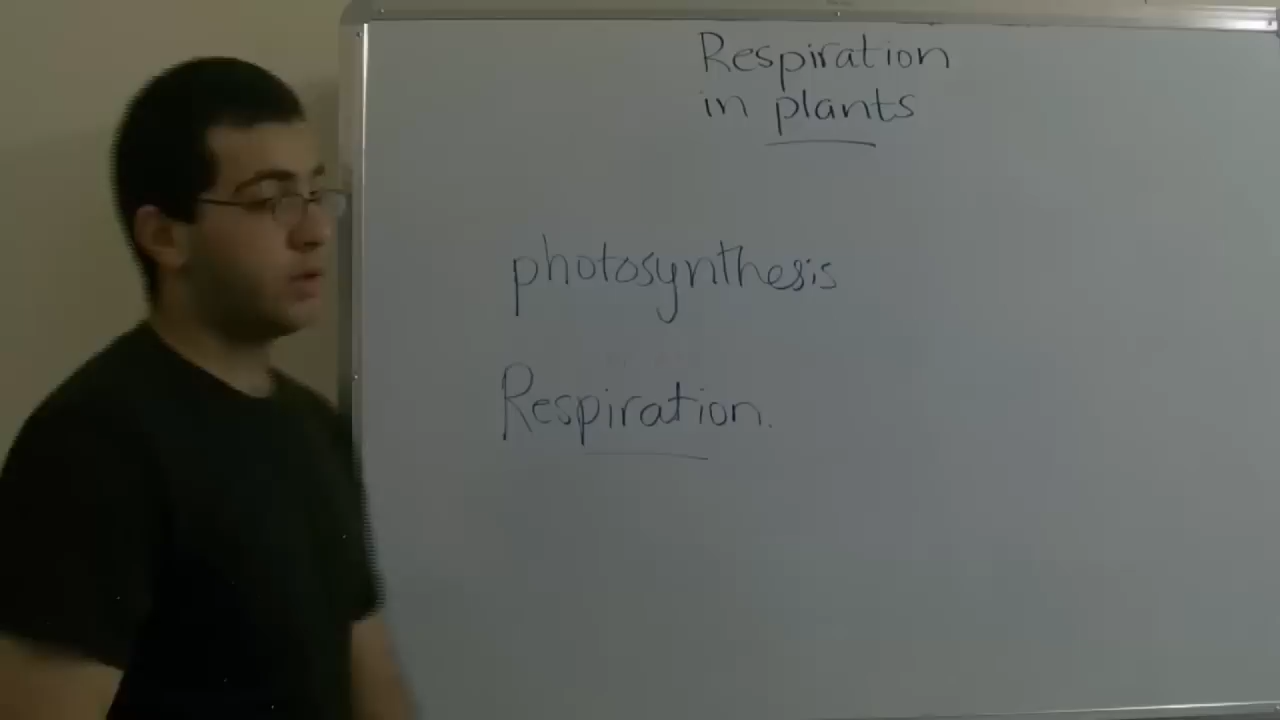 Respiration
in plants
photosynthesis
Respiration.